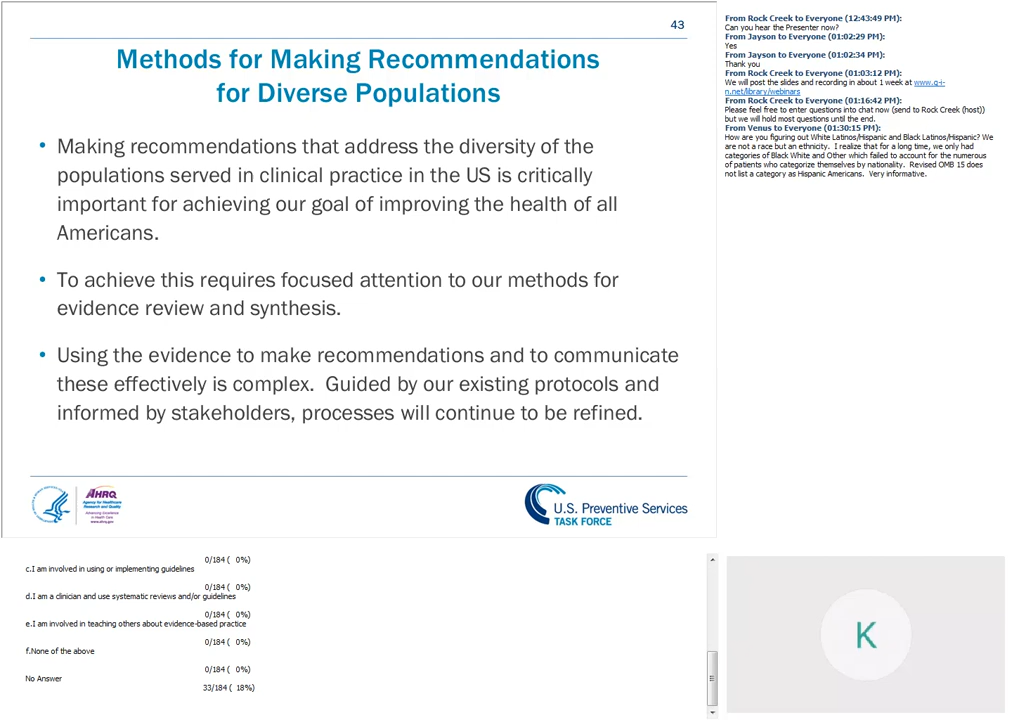 43
Methods for Making Recommendations
for Diverse Populations
• Making recommendations that address the diversity of the
populations served in clinical practice in the US is critically
important for achieving our goal of improving the health of all
Americans.
• To achieve this requires focused attention to our methods for
evidence review and synthesis.
• Using the evidence to make recommendations and to communicate
these effectively is complex.  Guided by our existing protocols and
informed by stakeholders, processes will continue to be refined.
AHRQ
Agency for Healthcare
Research and Quality
Advancing Excellence
in Health Care
www.ahrq.gov
U.S. Preventive Services
TASK FORCE
From Rock Creek to Everyone (12:43:49 PM):
Can you hear the Presenter now?
From Jayson to Everyone (01:02:29 PM):
Yes
From Jayson to Everyone (01:02:34 PM):
Thank you
From Rock Creek to Everyone (01:03:12 PM):
We will post the slides and recording in about 1 week at www.g-i-
n.net/library/webinars
From Rock Creek to Everyone (01:16:42 PM):
Please feel free to enter questions into chat now (send to Rock Creek (host))
but we will hold most questions until the end.
From Venus to Everyone (01:30:15 PM):
How are you figuring out White Latinos/Hispanic and Black Latinos/Hispanic? We
are not a race but an ethnicity.  I realize that for a long time, we only had
categories of Black White and Other which failed to account for the numerous
of patients who categorize themselves by nationality.  Revised OMB 15 does
not list a category as Hispanic Americans.  Very informative.
0/184 (  0%)
c.I am involved in using or implementing guidelines
0/184 (  0%)
d.I am a clinician and use systematic reviews and/or guidelines
0/184 (  0%)
e.I am involved in teaching others about evidence-based practice
0/184 (  0%)
f.None of the above
0/184 (  0%)
No Answer
33/184 (  18%)
K